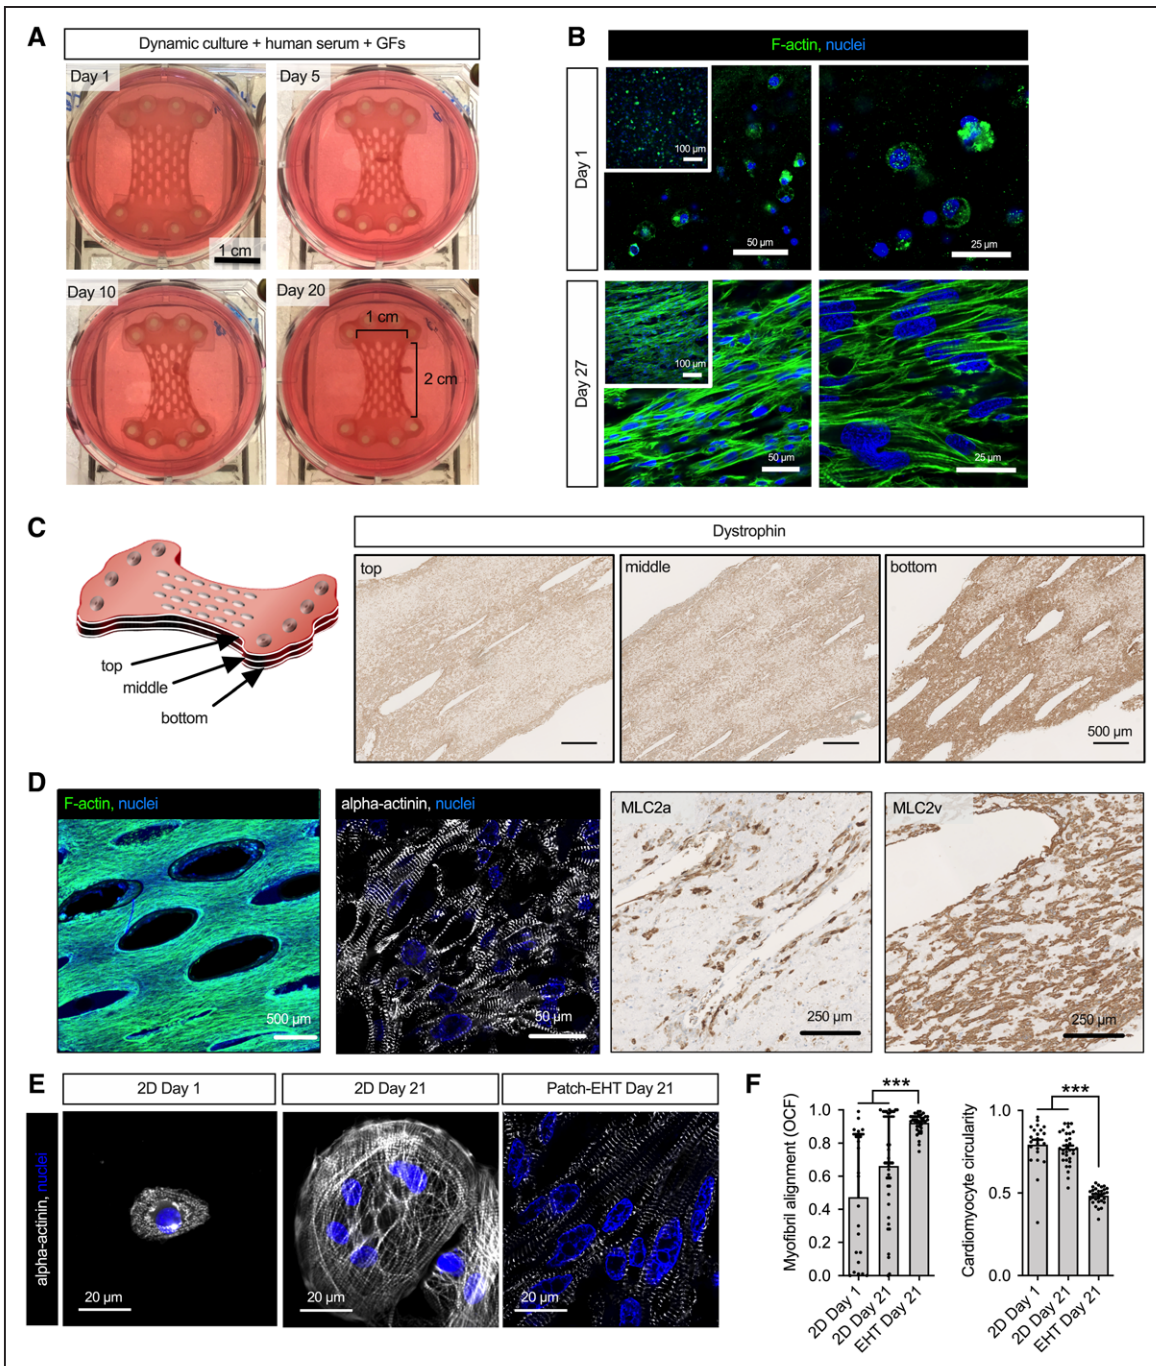 A
Dynamic culture + human serum + GFs
Day 1
Day 5
1 cm
Day 10
Day 20
1 cm
2 cm
B
F-actin, nuclei
Day 1
100 µm
50 µm
25 µm
Day 27
100 µm
50 µm
25 µm
C
Dystrophin
top
middle
bottom
top
middle
bottom
500 µm
D
F-actin, nuclei
alpha-actinin, nuclei
MLC2a
MLC2v
500 µm
50 µm
250 µm
250 µm
E
2D Day 1
2D Day 21
Patch-EHT Day 21
alpha-actinin, nuclei
20 µm
20 µm
20 µm
F
***
Myofibril alignment (OCF)
1.0
0.8
0.6
0.4
0.2
0.0
2D Day 1
2D Day 21
EHT Day 21
***
Cardiomyocyte circularity
1.0
0.5
0.0
2D Day 1
2D Day 21
EHT Day 21